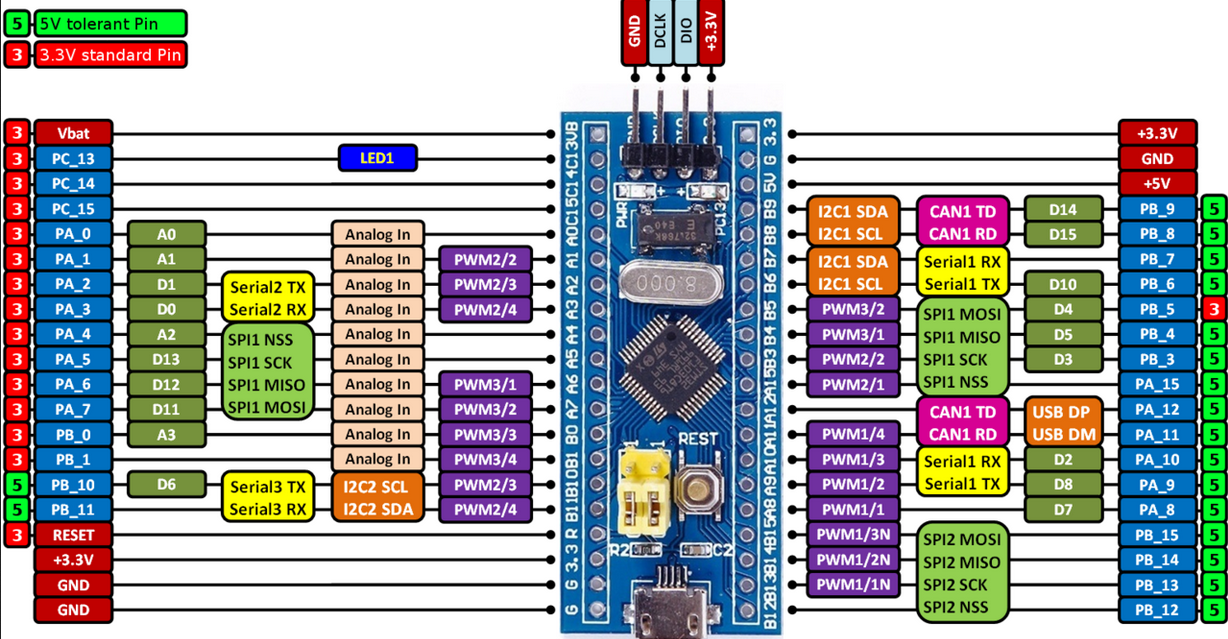 5 5V tolerant Pin
3 3.3V standard Pin
GND DCLK DIO +3.3V
3 Vbat
3 PC_13 LED1
3 PC_14
3 PC_15
3 PA_0 A0 Analog In
3 PA_1 A1 Analog In PWM2/2
3 PA_2 D1 Serial2 TX Analog In PWM2/3
3 PA_3 D0 Serial2 RX Analog In PWM2/4
3 PA_4 A2 SPI1 NSS Analog In
3 PA_5 D13 SPI1 SCK Analog In
3 PA_6 D12 SPI1 MISO Analog In PWM3/1
3 PA_7 D11 SPI1 MOSI Analog In PWM3/2
3 PB_0 A3 Analog In PWM3/3
3 PB_1 Analog In PWM3/4
5 PB_10 D6 Serial3 TX I2C2 SCL PWM2/3
5 PB_11 Serial3 RX I2C2 SDA PWM2/4
3 RESET
+3.3V
GND
GND
VB C13 C14 C15 A0 A1 A2 A3 A4 A5 A6 A7 B0 B1 B10 B11 R 3.3 G G
PWR PC13
8.000
REST
R2 C2
3.3 G 5V B9 B8 B7 B6 B5 B4 B3 A15 A12 A11 A10 A9 A8 B15 B14 B13 B12
+3.3V
GND
+5V
I2C1 SDA CAN1 TD D14 PB_9 5
I2C1 SCL CAN1 RD D15 PB_8 5
I2C1 SDA Serial1 RX PB_7 5
I2C1 SCL Serial1 TX D10 PB_6 5
PWM3/2 SPI1 MOSI D4 PB_5 3
PWM3/1 SPI1 MISO D5 PB_4 5
PWM2/2 SPI1 SCK D3 PB_3 5
PWM2/1 SPI1 NSS PA_15 5
CAN1 TD USB DP PA_12 5
PWM1/4 CAN1 RD USB DM PA_11 5
PWM1/3 Serial1 RX D2 PA_10 5
PWM1/2 Serial1 TX D8 PA_9 5
PWM1/1 D7 PA_8 5
PWM1/3N SPI2 MOSI PB_15 5
PWM1/2N SPI2 MISO PB_14 5
PWM1/1N SPI2 SCK PB_13 5
SPI2 NSS PB_12 5